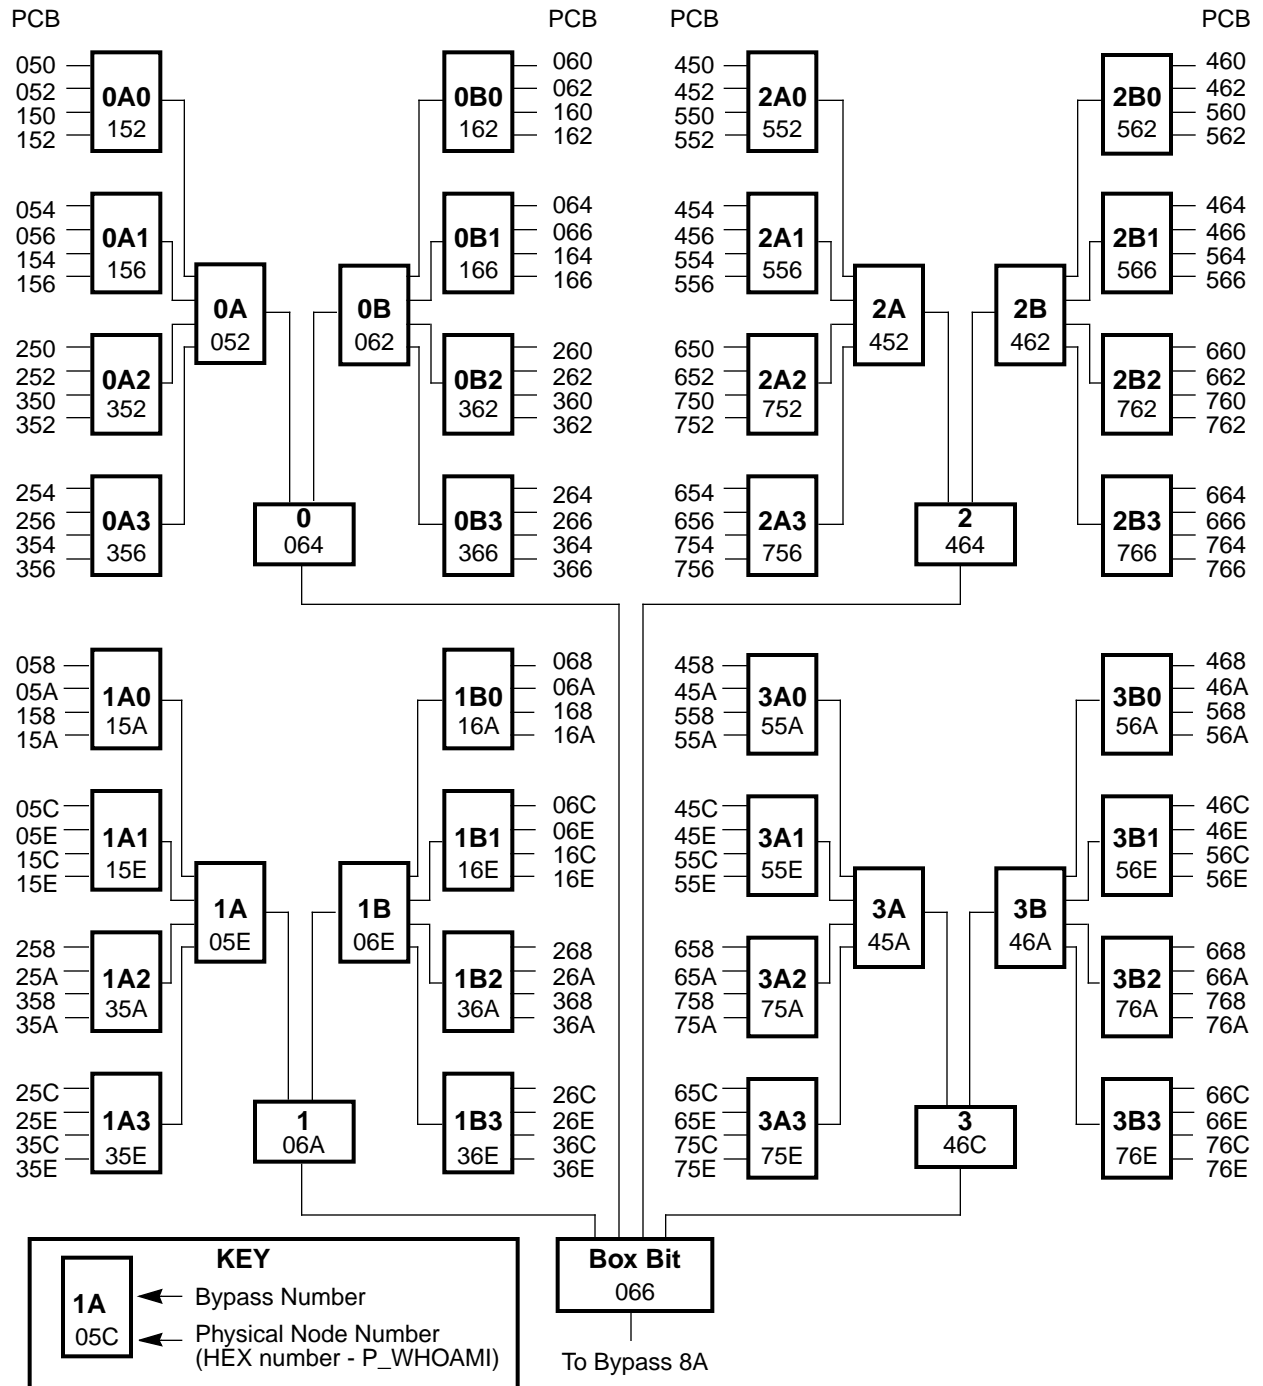 PCB PCB PCB PCB
050
052
150
152
0A0
152
0B0
162
060
062
160
162
450
452
550
552
2A0
552
2B0
562
460
462
560
562
054
056
154
156
0A1
156
0B1
166
064
066
164
166
454
456
554
556
2A1
556
2B1
566
464
466
564
566
0A
052
0B
062
2A
452
2B
462
250
252
350
352
0A2
352
0B2
362
260
262
360
362
650
652
750
752
2A2
752
2B2
762
660
662
760
762
254
256
354
356
0A3
356
0
064
0B3
366
264
266
364
366
654
656
754
756
2A3
756
2
464
2B3
766
664
666
764
766
058
05A
158
15A
1A0
15A
1B0
16A
068
06A
168
16A
458
45A
558
55A
3A0
55A
3B0
56A
468
46A
568
56A
05C
05E
15C
15E
1A1
15E
1B1
16E
06C
06E
16C
16E
45C
45E
55C
55E
3A1
55E
3B1
56E
46C
46E
56C
56E
1A
05E
1B
06E
3A
45A
3B
46A
258
25A
358
35A
1A2
35A
1B2
36A
268
26A
368
36A
658
65A
758
75A
3A2
75A
3B2
76A
668
66A
768
76A
25C
25E
35C
35E
1A3
35E
1
06A
1B3
36E
26C
26E
36C
36E
65C
65E
75C
75E
3A3
75E
3
46C
3B3
76E
66C
66E
76C
76E
KEY
1A
05C
Bypass Number
Physical Node Number
(HEX number - P_WHOAMI)
Box Bit
066
To Bypass 8A